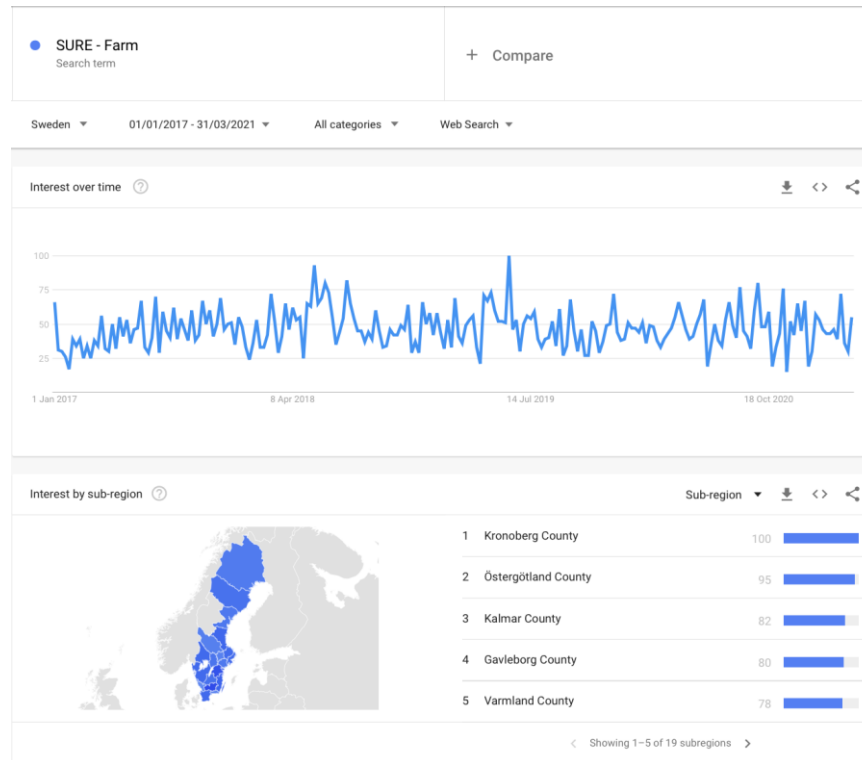 SURE - Farm
Search term
+ Compare
Sweden 01/01/2017 - 31/03/2021 All categories Web Search
Interest over time ?
100
75
50
25
1 Jan 2017 8 Apr 2018 14 Jul 2019 18 Oct 2020
Interest by sub-region ? Sub-region
1 Kronoberg County 100
2 Östergötland County 95
3 Kalmar County 82
4 Gavleborg County 80
5 Varmland County 78
Showing 1–5 of 19 subregions